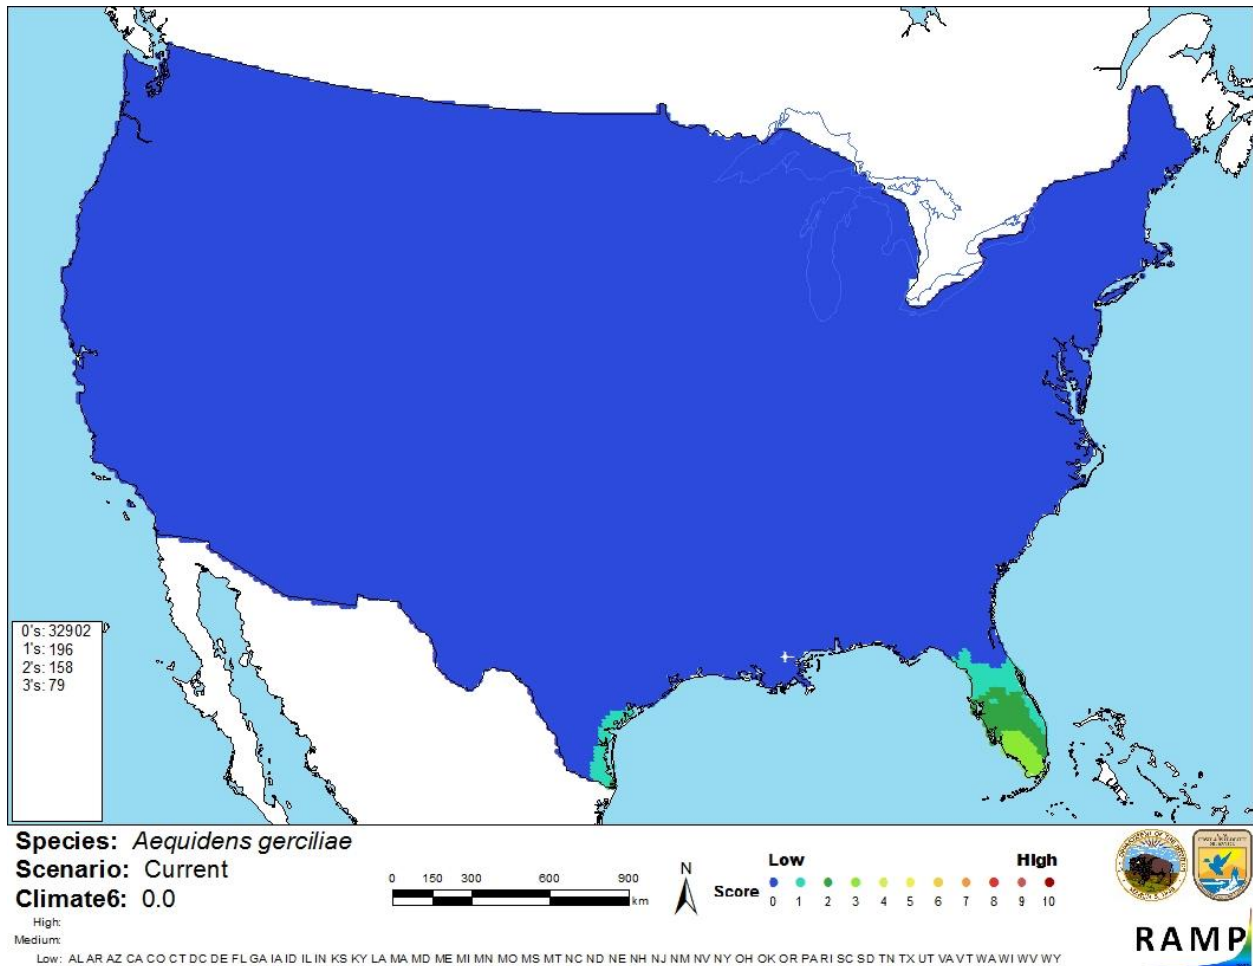 0's: 32902
1's: 196
2's: 158
3's: 79
Species: Aequidens gerciliae
Scenario: Current
Climate6: 0.0
High:
Medium:
Low: AL AR AZ CA CO CT DC DE FL GA IA ID IL IN KS KY LA MA MD ME MI MN MO MS MT NC ND NE NH NJ NM NV NY OH OK OR PA RI SC SD TN TX UT VA VT WA WI WV WY
0 150 300 600 900
km
N
Low High
Score
0 1 2 3 4 5 6 7 8 9 10
RAMP